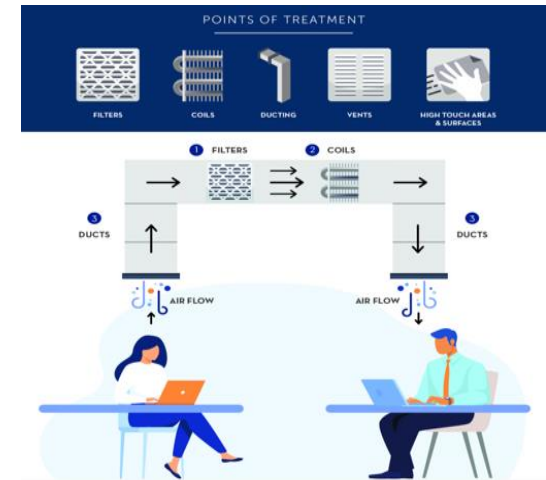 POINTS OF TREATMENT
FILTERS
COILS
DUCTING
VENTS
HIGH TOUCH AREAS
& SURFACES
1 FILTERS
2 COILS
3
DUCTS
3
DUCTS
AIR FLOW
AIR FLOW